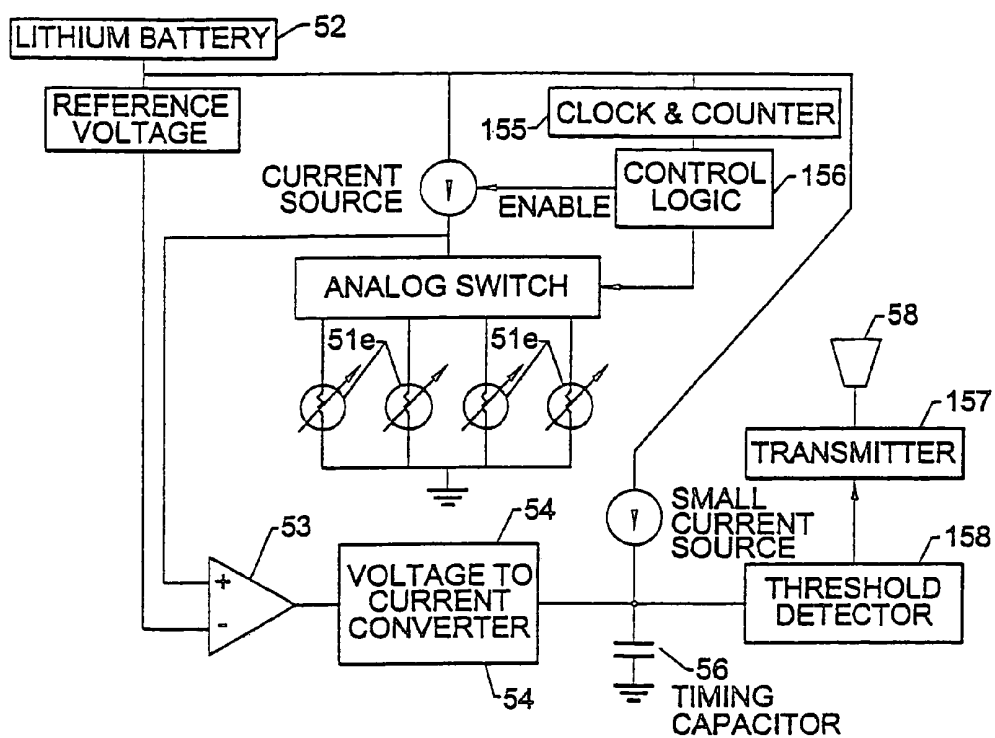 LITHIUM BATTERY
52
REFERENCE
VOLTAGE
155
CLOCK & COUNTER
CURRENT
SOURCE
ENABLE
CONTROL
LOGIC
156
ANALOG SWITCH
51e
51e
58
157
TRANSMITTER
SMALL
CURRENT
SOURCE
53
+
-
54
VOLTAGE TO
CURRENT
CONVERTER
54
158
THRESHOLD
DETECTOR
56
TIMING
CAPACITOR